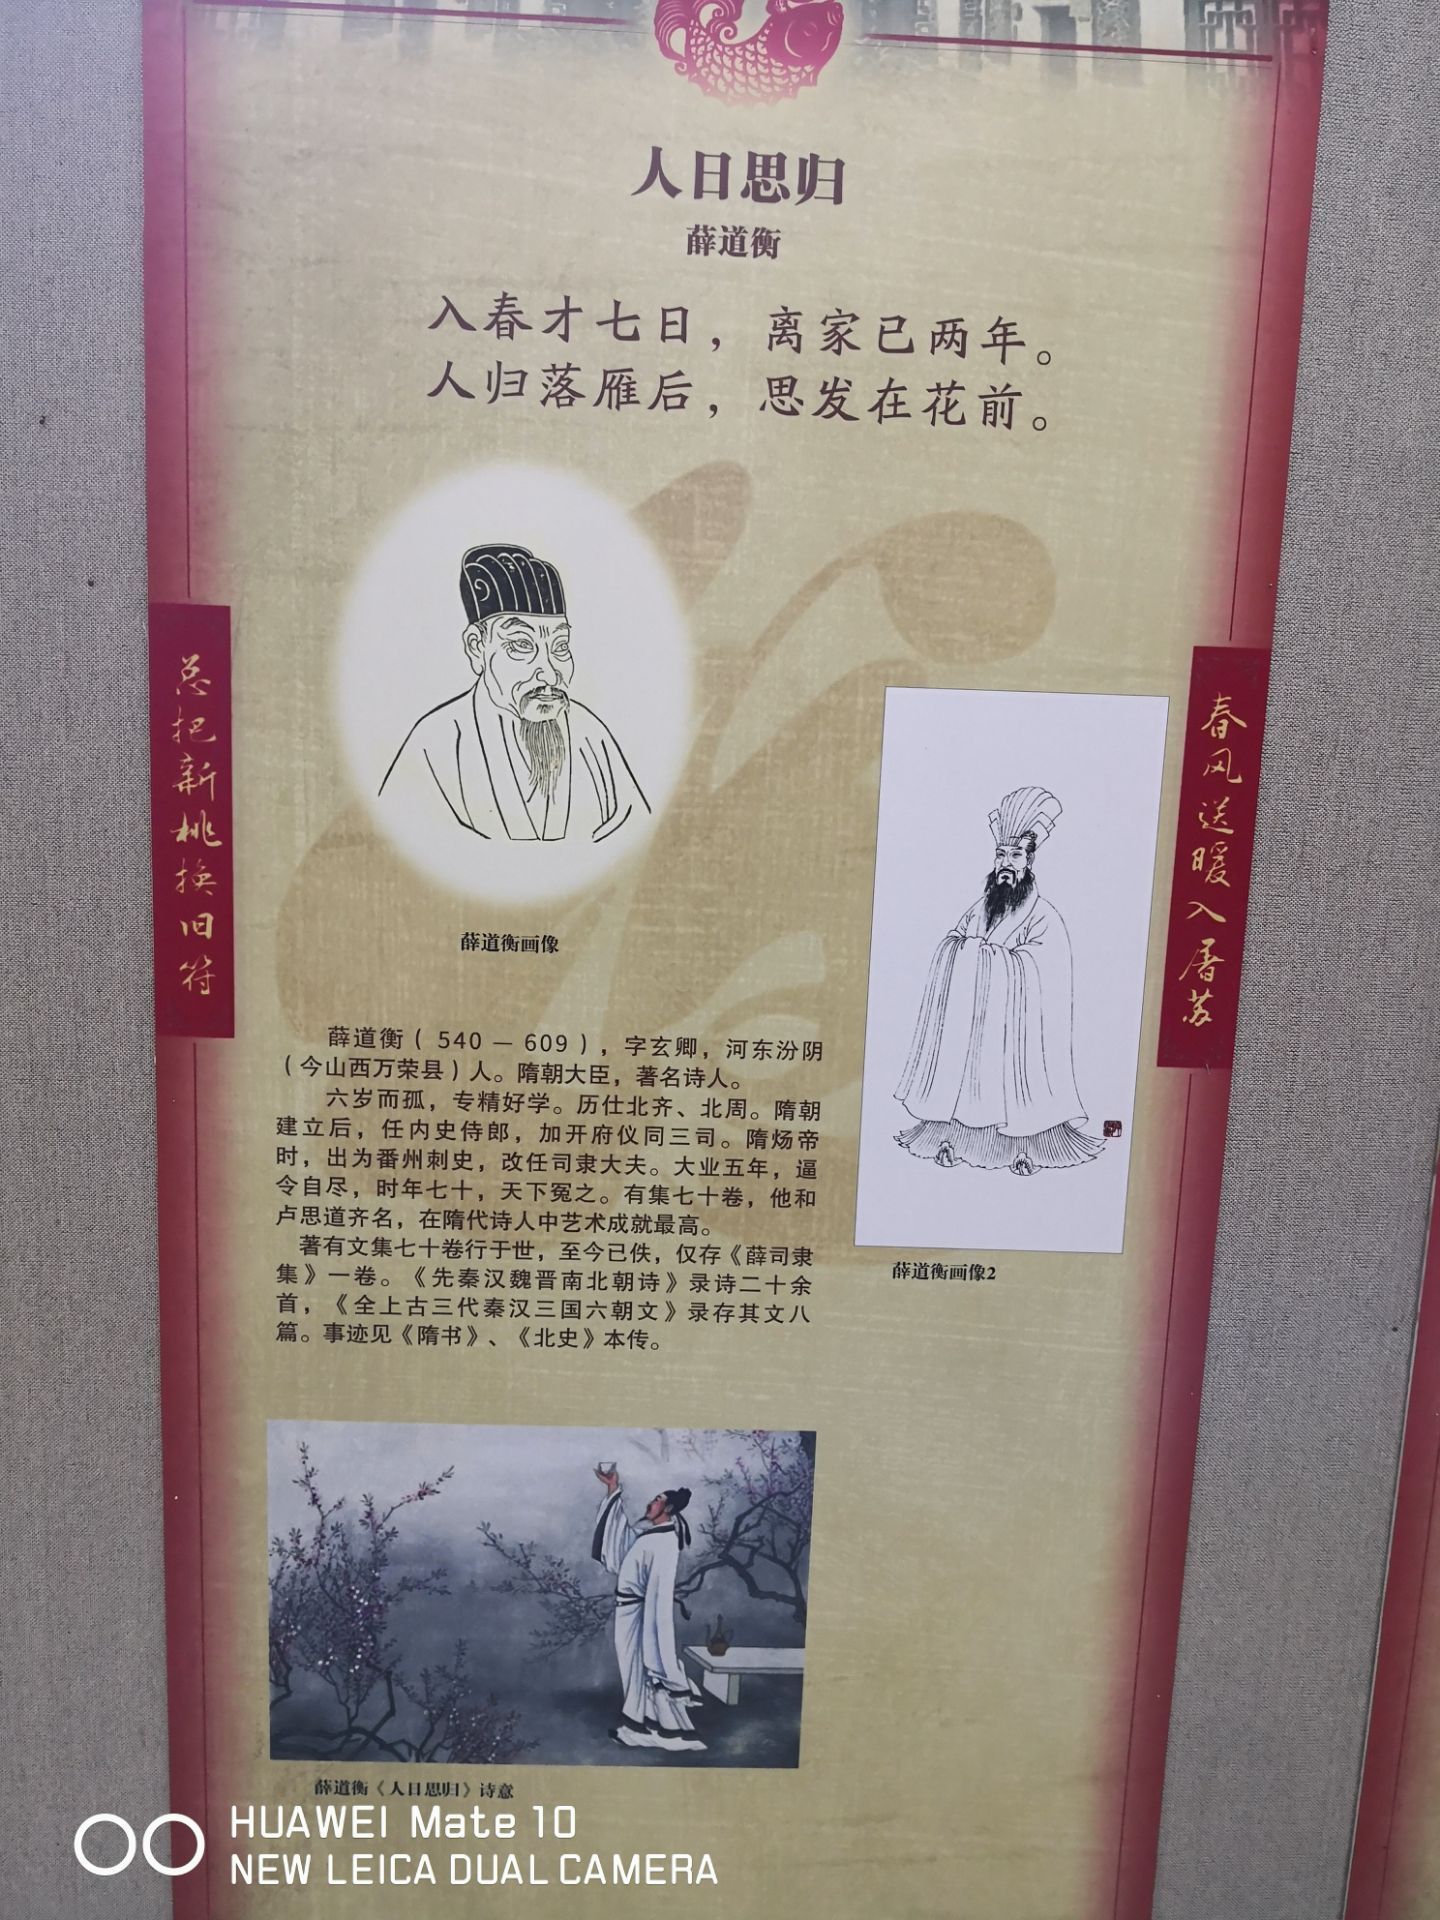 人日思归
薛道衡
入春才七日，离家已两年。
人归落雁后，思发在花前。
总把新桃换旧符
春风送暖入屠苏
薛道衡画像
薛道衡（540—609），字玄卿，河东汾阴
（今山西万荣县）人。隋朝大臣，著名诗人。
六岁而孤，专精好学。历仕北齐、北周。隋朝
建立后，任内史侍郎，加开府仪同三司。隋炀帝
时，出为番州刺史，改任司隶大夫。大业五年，逼
令自尽，时年七十，天下冤之。有集七十卷，他和
卢思道齐名，在隋代诗人中艺术成就最高。
著有文集七十卷行于世，至今已佚，仅存《薛司隶
集》一卷。《先秦汉魏晋南北朝诗》录诗二十余
首，《全上古三代秦汉三国六朝文》录存其文八
篇。事迹见《隋书》、《北史》本传。
薛道衡画像2
薛道衡《人日思归》诗意
HUAWEI Mate 10
NEW LEICA DUAL CAMERA